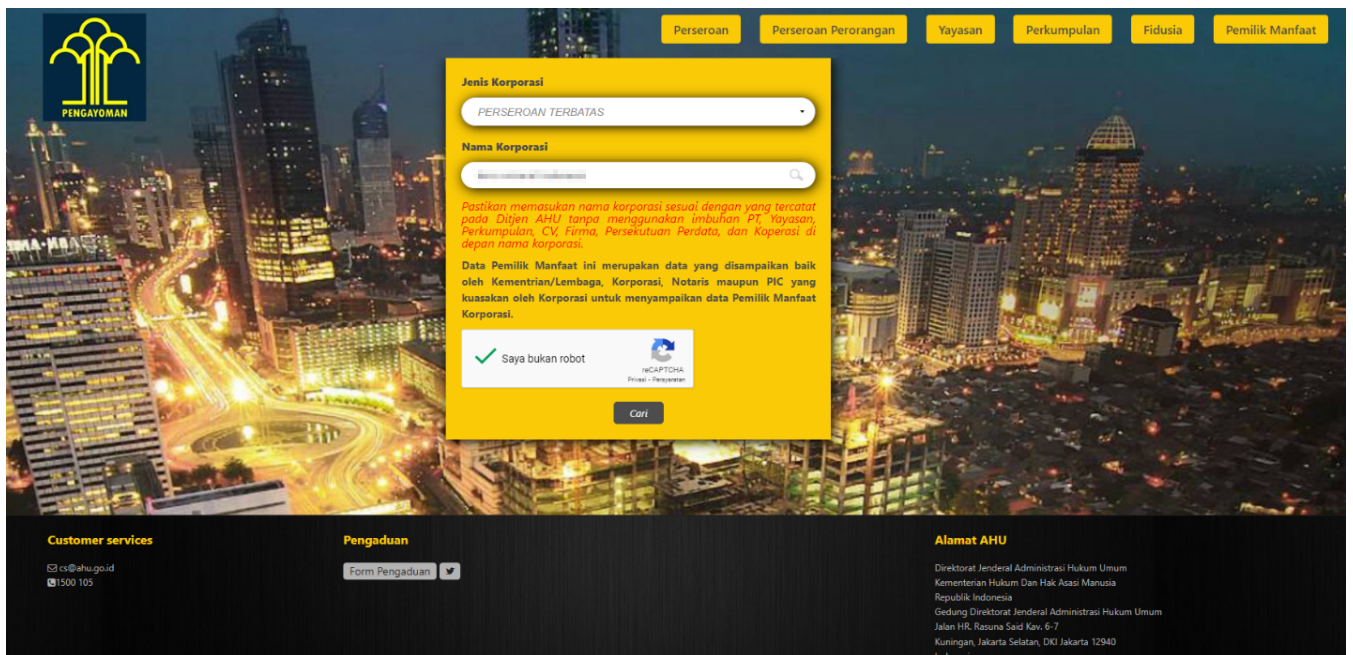 PENGAYOMAN
Perseroan
Perseroan Perorangan
Yayasan
Perkumpulan
Fidusia
Pemilik Manfaat
Jenis Korporasi
PERSEROAN TERBATAS
Nama Korporasi
Pastikan memasukan nama korporasi sesuai dengan yang tercatat
pada Ditjen AHU tanpa menggunakan imbuhan PT, Yayasan,
Perkumpulan, CV, Firma, Persekutuan Perdata, dan Koperasi di
depan nama korporasi.
Data Pemilik Manfaat ini merupakan data yang disampaikan baik
oleh Kementrian/Lembaga, Korporasi, Notaris maupun PIC yang
kuasakan oleh Korporasi untuk menyampaikan data Pemilik Manfaat
Korporasi.
Saya bukan robot
reCAPTCHA
Privasi - Persyaratan
Cari
Customer services
cs@ahu.go.id
1500 105
Pengaduan
Form Pengaduan
Alamat AHU
Direktorat Jenderal Administrasi Hukum Umum
Kementerian Hukum Dan Hak Asasi Manusia
Republik Indonesia
Gedung Direktorat Jenderal Administrasi Hukum Umum
Jalan HR. Rasuna Said Kav. 6-7
Kuningan, Jakarta Selatan, DKI Jakarta 12940